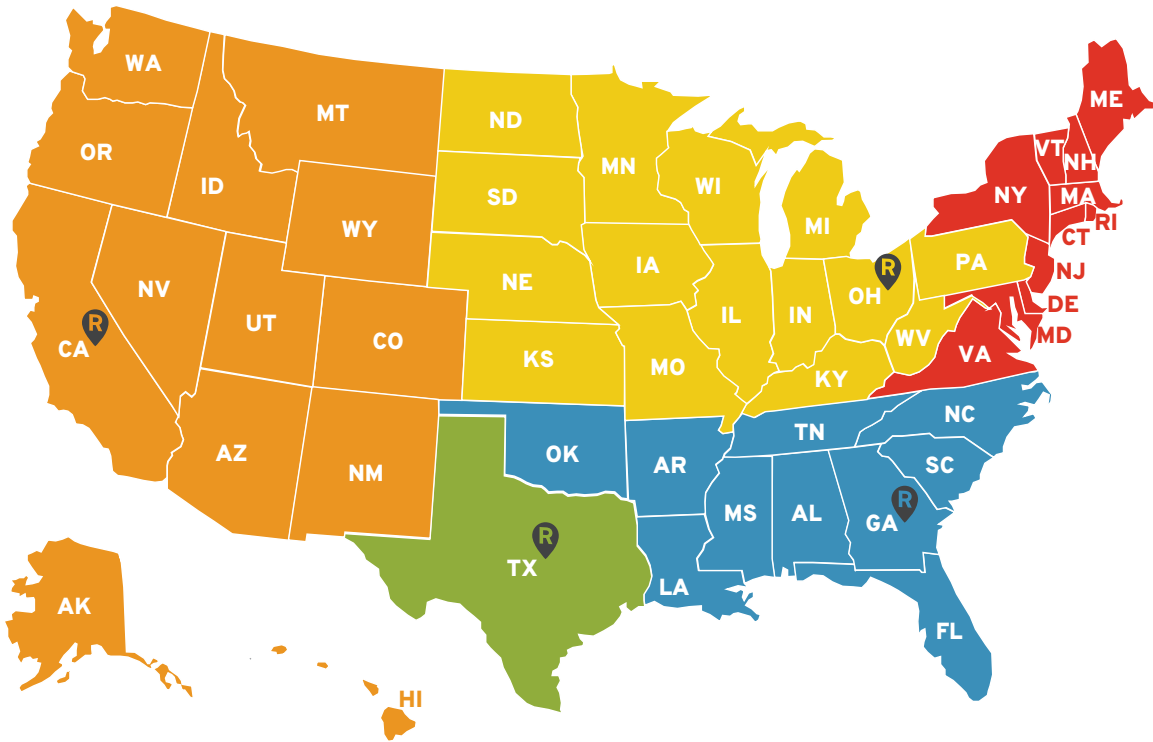 WA
MT
ND
ME
OR
MN
VT
NH
ID
SD
WI
NY
MA
RI
WY
MI
CT
IA
PA
NJ
NV
NE
R
OH
DE
UT
IL
IN
R
CA
CO
MD
WV
VA
KS
MO
KY
NC
TN
AZ
OK
AR
SC
NM
R
MS
AL
GA
R
TX
LA
AK
FL
HI